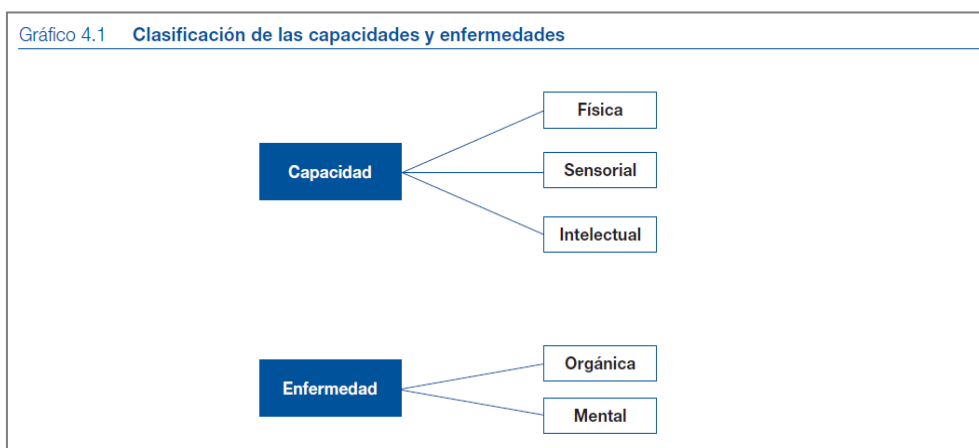 Gráfico 4.1 Clasificación de las capacidades y enfermedades
Física
Capacidad
Sensorial
Intelectual
Orgánica
Enfermedad
Mental